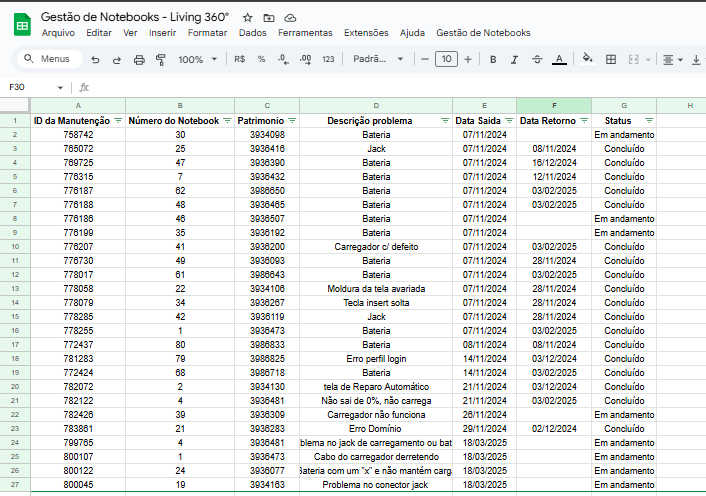 Gestão de Notebooks - Living 360°
Arquivo Editar Ver Inserir Formatar Dados Ferramentas Extensões Ajuda Gestão de Notebooks
Menus 100% R$ % .0 .00 123 Padrã... 10 B I A
F30 fx
A B C D E F G H
1 ID da Manutenção Número do Notebook Patrimonio Descrição problema Data Saida Data Retorno Status
2 758742 30 3934098 Bateria 07/11/2024 Em andamento
3 765072 25 3936416 Jack 07/11/2024 08/11/2024 Concluído
4 769725 47 3936390 Bateria 07/11/2024 16/12/2024 Concluído
5 776315 7 3936432 Bateria 07/11/2024 12/11/2024 Concluído
6 776187 62 3986650 Bateria 07/11/2024 03/02/2025 Concluído
7 776188 48 3936465 Bateria 07/11/2024 03/02/2025 Concluído
8 776186 46 3936507 Bateria 07/11/2024 Em andamento
9 776199 35 3936192 Bateria 07/11/2024 Em andamento
10 776207 41 3936200 Carregador c/ defeito 07/11/2024 03/02/2025 Concluído
11 776730 49 3936093 Bateria 07/11/2024 28/11/2024 Concluído
12 778017 61 3986643 Bateria 07/11/2024 03/02/2025 Concluído
13 778058 22 3934106 Moldura da tela avariada 07/11/2024 28/11/2024 Concluído
14 778079 34 3936267 Tecla insert solta 07/11/2024 28/11/2024 Concluído
15 778285 42 3936119 Jack 07/11/2024 28/11/2024 Concluído
16 778255 1 3936473 Bateria 07/11/2024 03/02/2025 Concluído
17 772437 80 3986833 Bateria 08/11/2024 08/11/2024 Concluído
18 781283 79 3986825 Erro perfil login 14/11/2024 03/12/2024 Concluído
19 772424 68 3986718 Bateria 14/11/2024 03/02/2025 Concluído
20 782072 2 3934130 tela de Reparo Automático 21/11/2024 03/12/2024 Concluído
21 782122 4 3936481 Não sai de 0%, não carrega 21/11/2024 03/02/2025 Concluído
22 782426 39 3936309 Carregador não funciona 26/11/2024 Em andamento
23 783861 21 3936283 Erro Domínio 29/11/2024 02/12/2024 Concluído
24 799765 4 3936481 blema no jack de carregamento ou bat 18/03/2025 Em andamento
25 800107 1 3936473 Cabo do carregador derretendo 18/03/2025 Em andamento
26 800122 24 3936077 Bateria com um "x" e não mantém carg 18/03/2025 Em andamento
27 800045 19 3934163 Problema no conector jack 18/03/2025 Em andamento